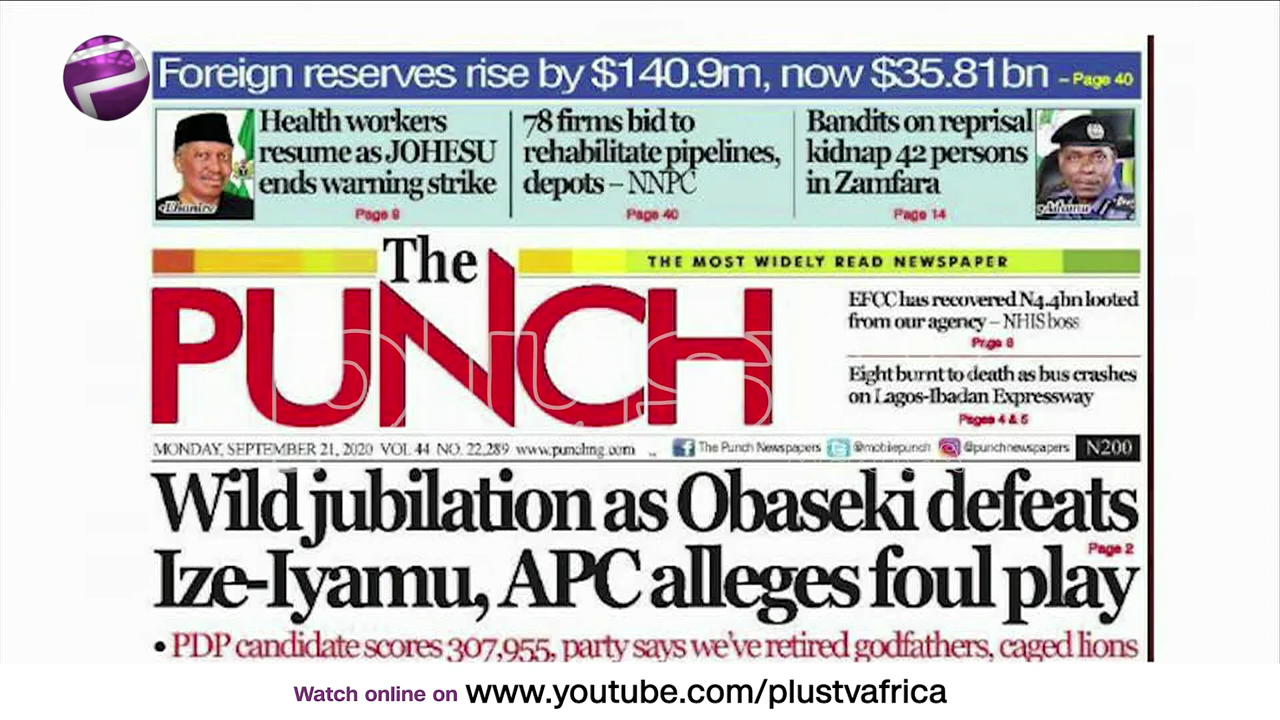 Foreign reserves rise by $140.9m, now $35.81bn – Page 40
Health workers
resume as JOHESU
ends warning strike
Page 9
•Ehanire
78 firms bid to
rehabilitate pipelines,
depots – NNPC
Page 40
Bandits on reprisal
kidnap 42 persons
in Zamfara
Page 14
•Adamu
The
PUNCH
THE MOST WIDELY READ NEWSPAPER
EFCC has recovered N4.4bn looted
from our agency – NHIS boss
Page 8
Eight burnt to death as bus crashes
on Lagos-Ibadan Expressway
Pages 4 & 5
plus
MONDAY, SEPTEMBER 21, 2020 VOL 44 NO. 22,289 www.punchng.com
The Punch Newspapers @mobilepunch @punchnewspapers N200
Wild jubilation as Obaseki defeats
Page 2
Ize-Iyamu, APC alleges foul play
• PDP candidate scores 307,955, party says we've retired godfathers, caged lions
Watch online on www.youtube.com/plustvafrica